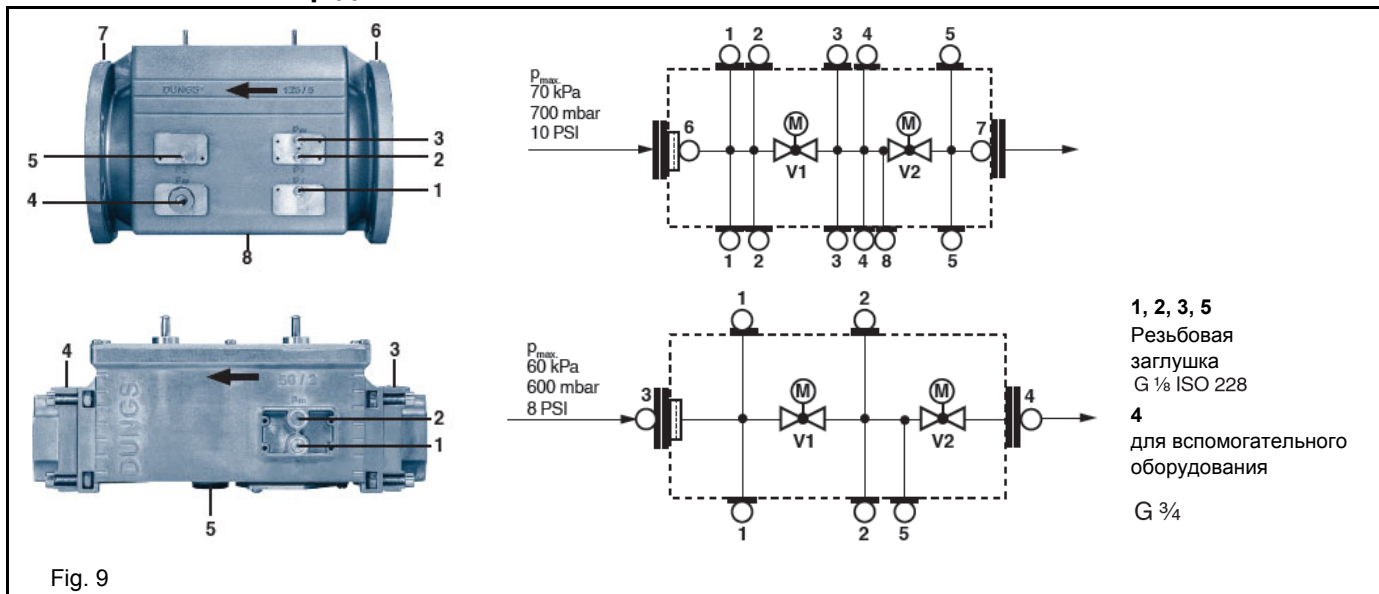 7
6
DUNGS
125 / 5
3
2
5
4
1
8
1 2 3 4 5
pmax.
70 kPa
700 mbar
10 PSI
6
M
V1
M
V2
7
1 2 3 4 8 5
4
3
DUNGS
50 / 2
2
1
5
1 2
pmax.
60 kPa
600 mbar
8 PSI
3
M
V1
M
V2
4
1 2 5
1, 2, 3, 5
Резьбовая
заглушка
G ⅛ ISO 228
4
для вспомогательного
оборудования
G ¾
Fig. 9